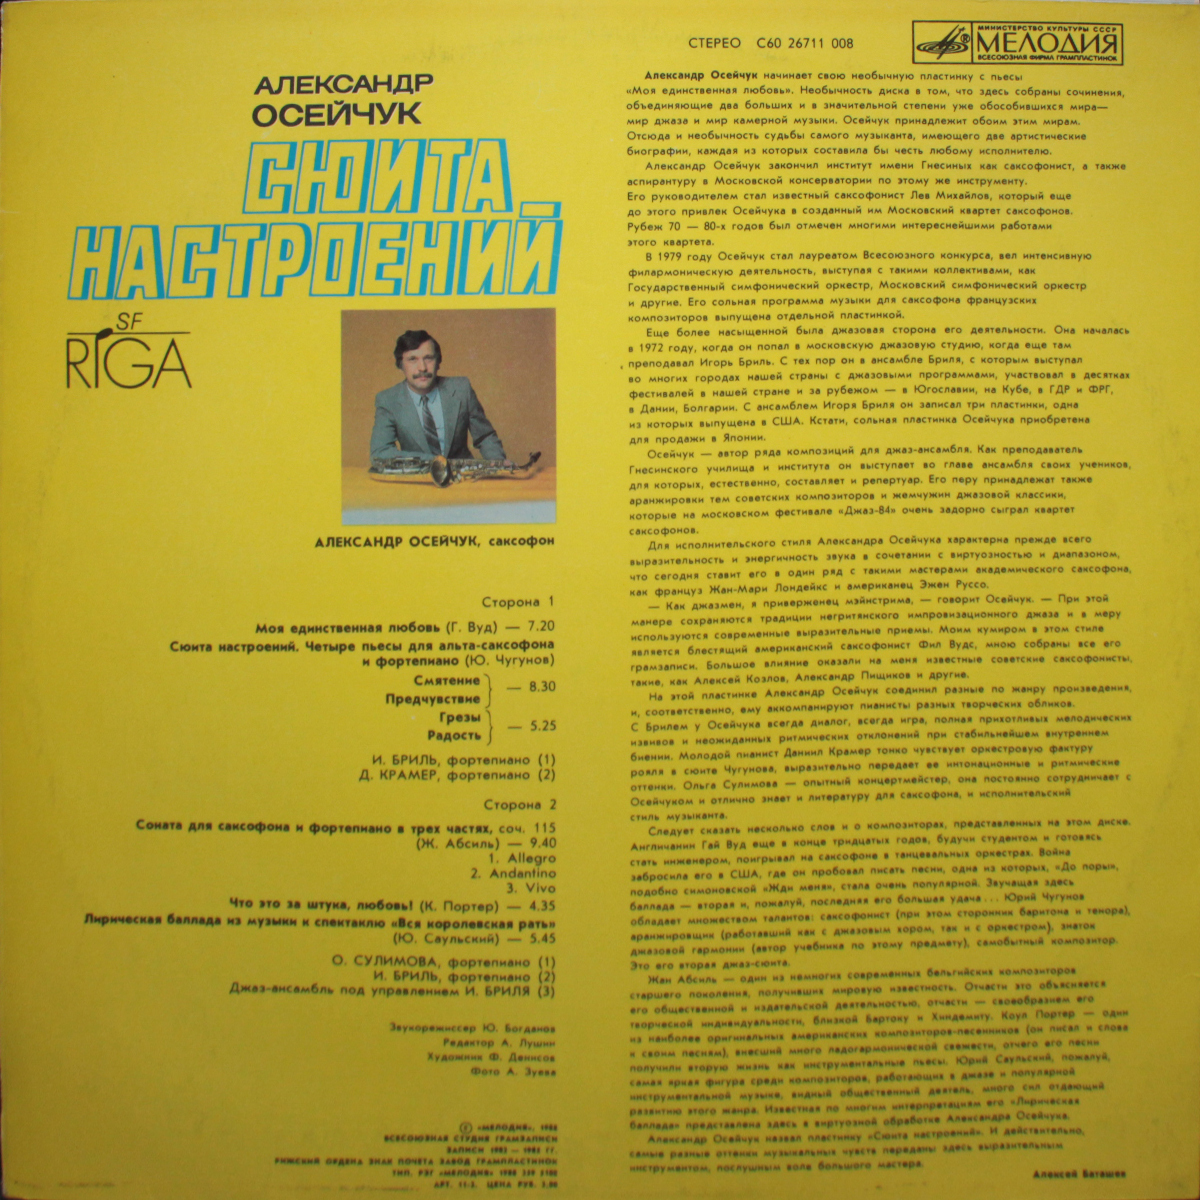 СТЕРЕО С60 26711 008
МИНИСТЕРСТВО КУЛЬТУРЫ СССР
МЕЛОДИЯ
ВСЕСОЮЗНАЯ ФИРМА ГРАМПЛАСТИНОК
АЛЕКСАНДР
ОСЕЙЧУК
СЮИТА
НАСТРОЕНИЙ
SF
RIGA
АЛЕКСАНДР ОСЕЙЧУК, саксофон
Сторона 1
Моя единственная любовь (Г. Вуд) — 7.20
Сюита настроений. Четыре пьесы для альта-саксофона
и фортепиано (Ю. Чугунов)
Смятение
Предчувствие
— 8.30
Грезы
Радость
— 5.25
И. БРИЛЬ, фортепиано (1)
Д. КРАМЕР, фортепиано (2)
Сторона 2
Соната для саксофона и фортепиано в трех частях, соч. 115
(Ж. Абсиль) — 9.40
1. Allegro
2. Andantino
3. Vivo
Что это за штука, любовь! (К. Портер) — 4.35
Лирическая баллада из музыки к спектаклю «Вся королевская рать»
(Ю. Саульский) — 5.45
О. СУЛИМОВА, фортепиано (1)
И. БРИЛЬ, фортепиано (2)
Джаз-ансамбль под управлением И. БРИЛЯ (3)
Звукорежиссер Ю. Богданов
Редактор А. Лушин
Художник Ф. Денисов
Фото А. Зуева
«МЕЛОДИЯ», 1988
ВСЕСОЮЗНАЯ СТУДИЯ ГРАМЗАПИСИ
ЗАПИСИ 1983 — 1985 ГГ.
РИЖСКИЙ ОРДЕНА ЗНАК ПОЧЕТА ЗАВОД ГРАМПЛАСТИНОК
ТИП. РЗГ «МЕЛОДИЯ» 1988
АРТ. 11-2. ЦЕНА РУБ.
Александр Осейчук начинает свою необычную пластинку с пьесы
«Моя единственная любовь». Необычность диска в том, что здесь собраны сочинения,
объединяющие два больших и в значительной степени уже обособившихся мира—
мир джаза и мир камерной музыки. Осейчук принадлежит обоим этим мирам.
Отсюда и необычность судьбы самого музыканта, имеющего две артистические
биографии, каждая из которых составила бы честь любому исполнителю.
Александр Осейчук закончил институт имени Гнесиных как саксофонист, а также
аспирантуру в Московской консерватории по этому же инструменту.
Его руководителем стал известный саксофонист Лев Михайлов, который еще
до этого привлек Осейчука в созданный им Московский квартет саксофонов.
Рубеж 70 — 80-х годов был отмечен многими интереснейшими работами
этого квартета.
В 1979 году Осейчук стал лауреатом Всесоюзного конкурса, вел интенсивную
филармоническую деятельность, выступая с такими коллективами, как
Государственный симфонический оркестр, Московский симфонический оркестр
и другие. Его сольная программа музыки для саксофона французских
композиторов выпущена отдельной пластинкой.
Еще более насыщенной была джазовая сторона его деятельности. Она началась
в 1972 году, когда он попал в московскую джазовую студию, когда еще там
преподавал Игорь Бриль. С тех пор он в ансамбле Бриля, с которым выступал
во многих городах нашей страны с джазовыми программами, участвовал в десятках
фестивалей в нашей стране и за рубежом — в Югославии, на Кубе, в ГДР и ФРГ,
в Дании, Болгарии. С ансамблем Игоря Бриля он записал три пластинки, одна
из которых выпущена в США. Кстати, сольная пластинка Осейчука приобретена
для продажи в Японии.
Осейчук — автор ряда композиций для джаз-ансамбля. Как преподаватель
Гнесинского училища и института он выступает во главе ансамбля своих учеников,
для которых, естественно, составляет и репертуар. Его перу принадлежат также
аранжировки тем советских композиторов и жемчужин джазовой классики,
которые на московском фестивале «Джаз-84» очень задорно сыграл квартет
саксофонов.
Для исполнительского стиля Александра Осейчука характерна прежде всего
выразительность и энергичность звука в сочетании с виртуозностью и диапазоном,
что сегодня ставит его в один ряд с такими мастерами академического саксофона,
как француз Жан-Мари Лондейкс и американец Эжен Руссо.
— Как джазмен, я приверженец мэйнстрима, — говорит Осейчук. — При этой
манере сохраняются традиции негритянского импровизационного джаза и в меру
используются современные выразительные приемы. Моим кумиром в этом стиле
является блестящий американский саксофонист Фил Вудс, мною собраны все его
грамзаписи. Большое влияние оказали на меня известные советские саксофонисты,
такие, как Алексей Козлов, Александр Пищиков и другие.
На этой пластинке Александр Осейчук соединил разные по жанру произведения,
и, соответственно, ему аккомпанируют пианисты разных творческих обликов.
С Брилем у Осейчука всегда диалог, всегда игра, полная прихотливых мелодических
извивов и неожиданных ритмических отклонений при стабильнейшем внутреннем
биении. Молодой пианист Даниил Крамер тонко чувствует оркестровую фактуру
рояля в сюите Чугунова, выразительно передает ее интонационные и ритмические
оттенки. Ольга Сулимова — опытный концертмейстер, она постоянно сотрудничает с
Осейчуком и отлично знает и литературу для саксофона, и исполнительский
стиль музыканта.
Следует сказать несколько слов и о композиторах, представленных на этом диске.
Англичанин Гай Вуд еще в конце тридцатых годов, будучи студентом и готовясь
стать инженером, поигрывал на саксофоне в танцевальных оркестрах. Война
забросила его в США, где он пробовал писать песни, одна из которых, «До поры»,
подобно симоновской «Жди меня», стала очень популярной. Звучащая здесь
баллада — вторая и, пожалуй, последняя его большая удача... Юрий Чугунов
обладает множеством талантов: саксофонист (при этом сторонник баритона и тенора),
аранжировщик (работавший как с джазовым хором, так и с оркестром), знаток
джазовой гармонии (автор учебника по этому предмету), самобытный композитор.
Это его вторая джаз-сюита.
Жан Абсиль — один из немногих современных бельгийских композиторов
старшего поколения, получивших мировую известность. Отчасти это объясняется
его общественной и издательской деятельностью, отчасти — своеобразием его
творческой индивидуальности, близкой Бартоку и Хиндемиту. Коул Портер — один
из наиболее оригинальных американских композиторов-песенников (он писал и слова
к своим песням), внесший много ладогармонической свежести, отчего его песни
получили вторую жизнь как инструментальные пьесы. Юрий Саульский, пожалуй,
самая яркая фигура среди композиторов, работающих в джазе и популярной
инструментальной музыке, видный общественный деятель, много сил отдающий
развитию этого жанра. Известная по многим интерпретациям его «Лирическая
баллада» представлена здесь в виртуозной обработке Александра Осейчука.
Александр Осейчук назвал пластинку «Сюита настроений». И действительно,
самые разные оттенки музыкальных чувств переданы здесь выразительным
инструментом, послушным воле большого мастера.
Алексей Баташев